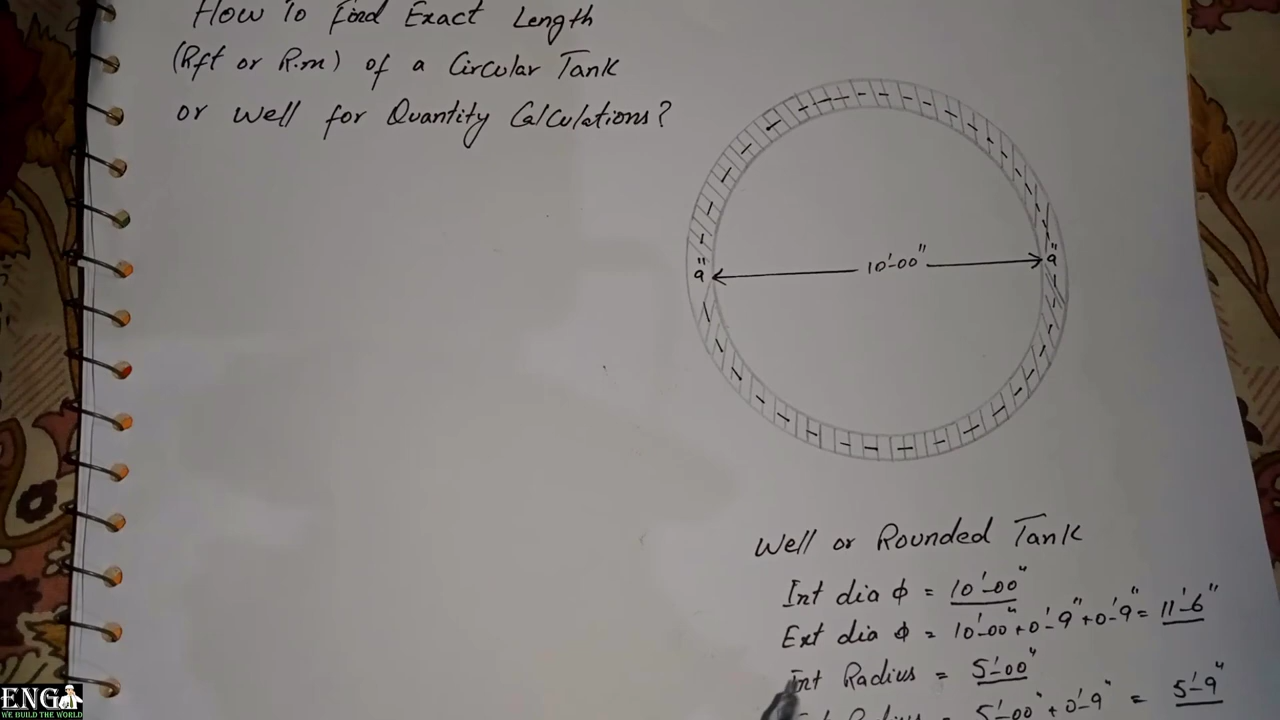 How To Find Exact Length
(Rft or R.m) of a Circular Tank
or Well for Quantity Calculations?
9"
10'-00"
9"
Well or Rounded Tank
Int dia ϕ = 10'-00"
Ext dia ϕ = 10'-00"+0'-9"+0'-9"= 11'-6"
Int Radius = 5'-00"
Radius = 5'-00"+0'-9" = 5'-9"
ENG
WE BUILD THE WORLD